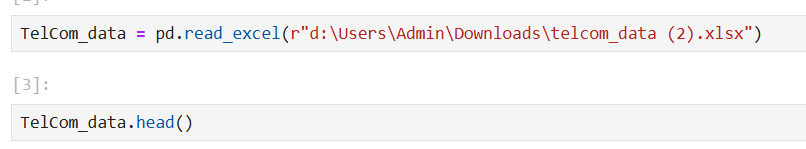 TelCom_data = pd.read_excel(r"d:\Users\Admin\Downloads\telcom_data (2).xlsx")
[3]:
TelCom_data.head()